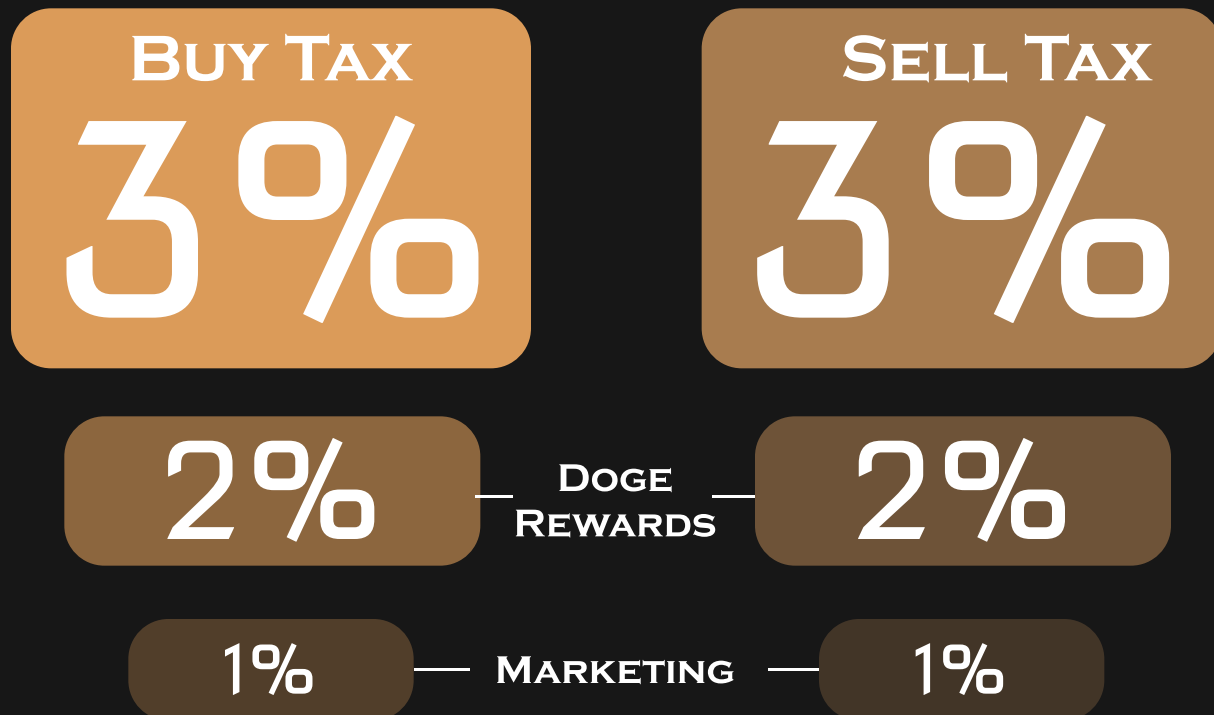 Buy Tax
Sell Tax
3%
3%
2%
Doge
Rewards
2%
1%
Marketing
1%